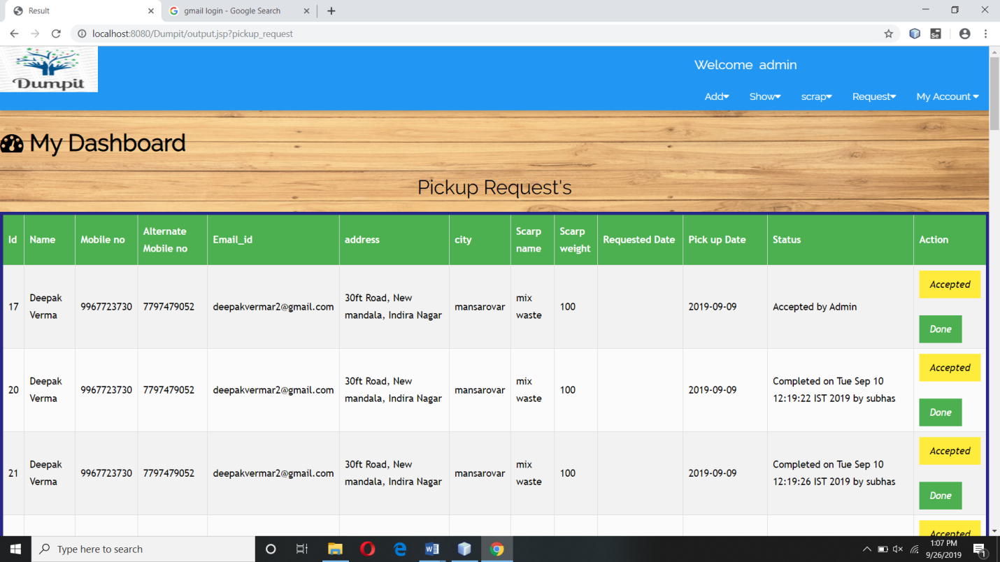 Result
gmail login - Google Search
localhost:8080/Dumpit/output.jsp?pickup_request
Se
Dumpit
Welcome admin
Add Show scrap Request My Account
My Dashboard
Pickup Request's
Id Name Mobile no Alternate Mobile no Email_id address city Scarp name Scarp weight Requested Date Pick up Date Status Action
17 Deepak Verma 9967723730 7797479052 deepakvermar2@gmail.com 30ft Road, New mandala, Indira Nagar mansarovar mix waste 100 2019-09-09 Accepted by Admin Accepted
Done
20 Deepak Verma 9967723730 7797479052 deepakvermar2@gmail.com 30ft Road, New mandala, Indira Nagar mansarovar mix waste 100 2019-09-09 Completed on Tue Sep 10 12:19:22 IST 2019 by subhas Accepted
Done
21 Deepak Verma 9967723730 7797479052 deepakvermar2@gmail.com 30ft Road, New mandala, Indira Nagar mansarovar mix waste 100 2019-09-09 Completed on Tue Sep 10 12:19:26 IST 2019 by subhas Accepted
Done
Accepted
Type here to search
1:07 PM
9/26/2019
1